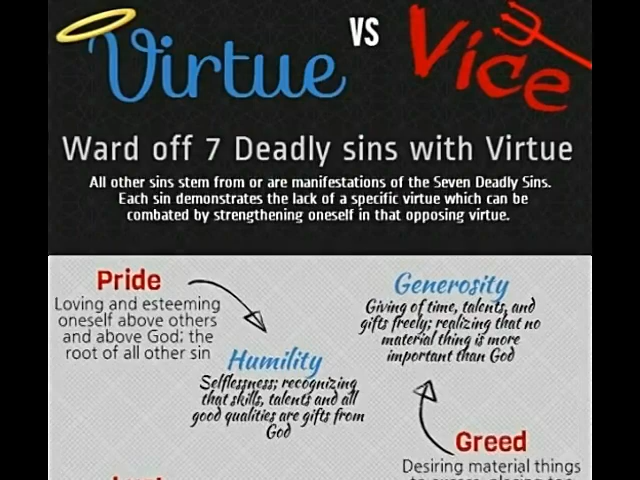 Virtue vs Vice
Ward off 7 Deadly sins with Virtue
All other sins stem from or are manifestations of the Seven Deadly Sins.
Each sin demonstrates the lack of a specific virtue which can be
combated by strengthening oneself in that opposing virtue.
Pride
Loving and esteeming
oneself above others
and above God; the
root of all other sin
Humility
Selflessness; recognizing
that skills, talents and all
good qualities are gifts from
God
Generosity
Giving of time, talents, and
gifts freely; realizing that no
material thing is more
important than God
Greed
Desiring material things